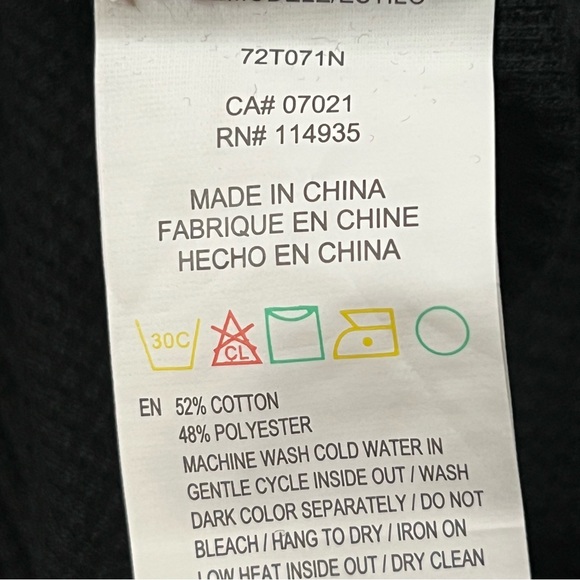 72T071N
CA# 07021
RN# 114935
MADE IN CHINA
FABRIQUE EN CHINE
HECHO EN CHINA
30C CL
EN 52% COTTON
48% POLYESTER
MACHINE WASH COLD WATER IN
GENTLE CYCLE INSIDE OUT / WASH
DARK COLOR SEPARATELY / DO NOT
BLEACH / HANG TO DRY / IRON ON
LOW HEAT INSIDE OUT / DRY CLEAN